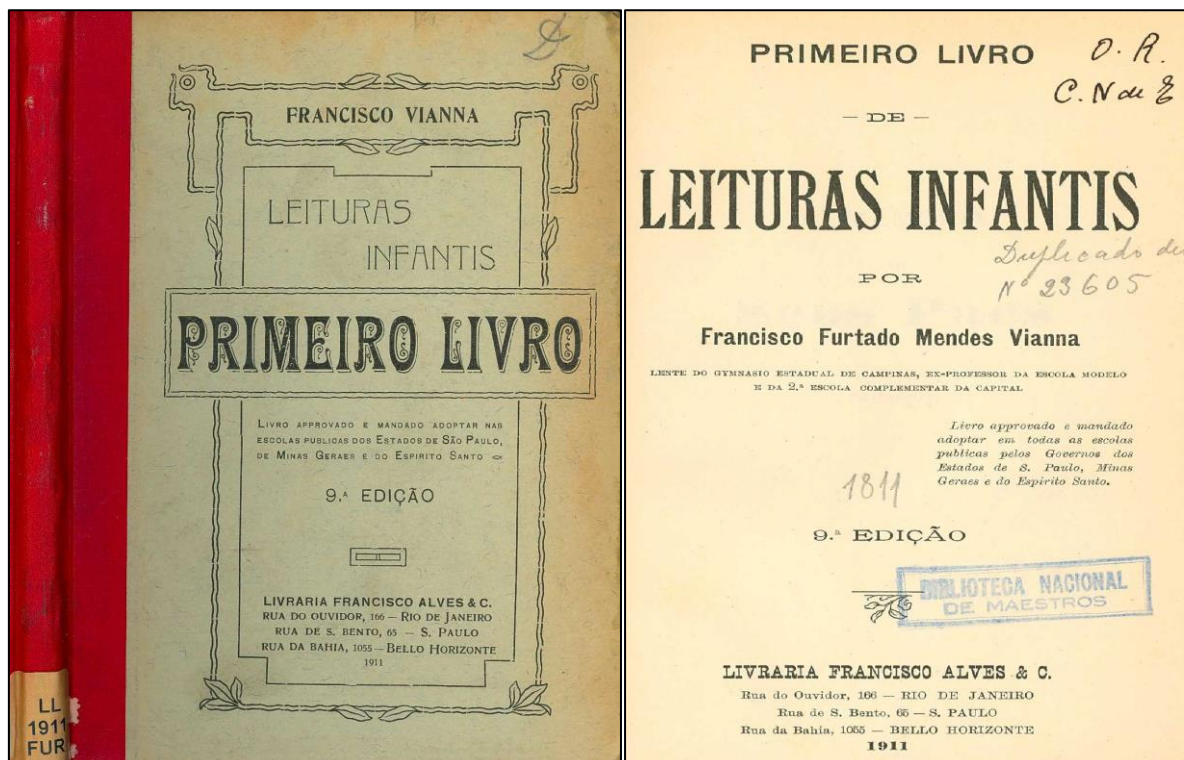 FRANCISCO VIANNA
LEITURAS
INFANTIS
PRIMEIRO LIVRO
LIVRO APPROVADO E MANDADO ADOPTAR NAS
ESCOLAS PUBLICAS DOS ESTADOS DE SÃO PAULO,
DE MINAS GERAES E DO ESPIRITO SANTO
9.ª EDIÇÃO
LIVRARIA FRANCISCO ALVES & C.
RUA DO OUVIDOR, 166 — RIO DE JANEIRO
RUA DE S. BENTO, 65 — S. PAULO
RUA DA BAHIA, 1055 — BELLO HORIZONTE
1911
LL
1911
FUR
PRIMEIRO LIVRO
O. R.
C. N de E
— DE —
LEITURAS INFANTIS
Duplicado del
Nº 23605
POR
Francisco Furtado Mendes Vianna
LENTE DO GYMNASIO ESTADUAL DE CAMPINAS, EX-PROFESSOR DA ESCOLA MODELO
E DA 2.ª ESCOLA COMPLEMENTAR DA CAPITAL
Livro approvado e mandado
adoptar em todas as escolas
publicas pelos Governos dos
Estados de S. Paulo, Minas
Geraes e do Espirito Santo.
1811
9.ª EDIÇÃO
BIBLIOTECA NACIONAL
DE MAESTROS
LIVRARIA FRANCISCO ALVES & C.
Rua do Ouvidor, 166 — RIO DE JANEIRO
Rua de S. Bento, 65 — S. PAULO
Rua da Bahia, 1055 — BELLO HORIZONTE
1911